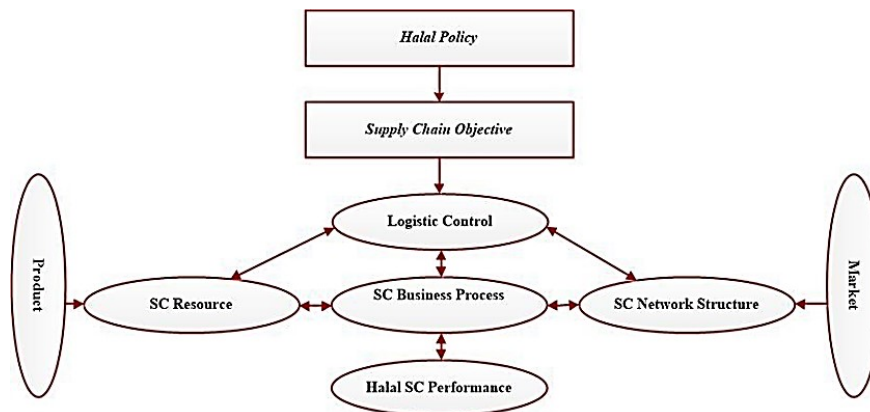 Halal Policy
Supply Chain Objective
Logistic Control
Product
SC Resource
SC Business Process
SC Network Structure
Market
Halal SC Performance